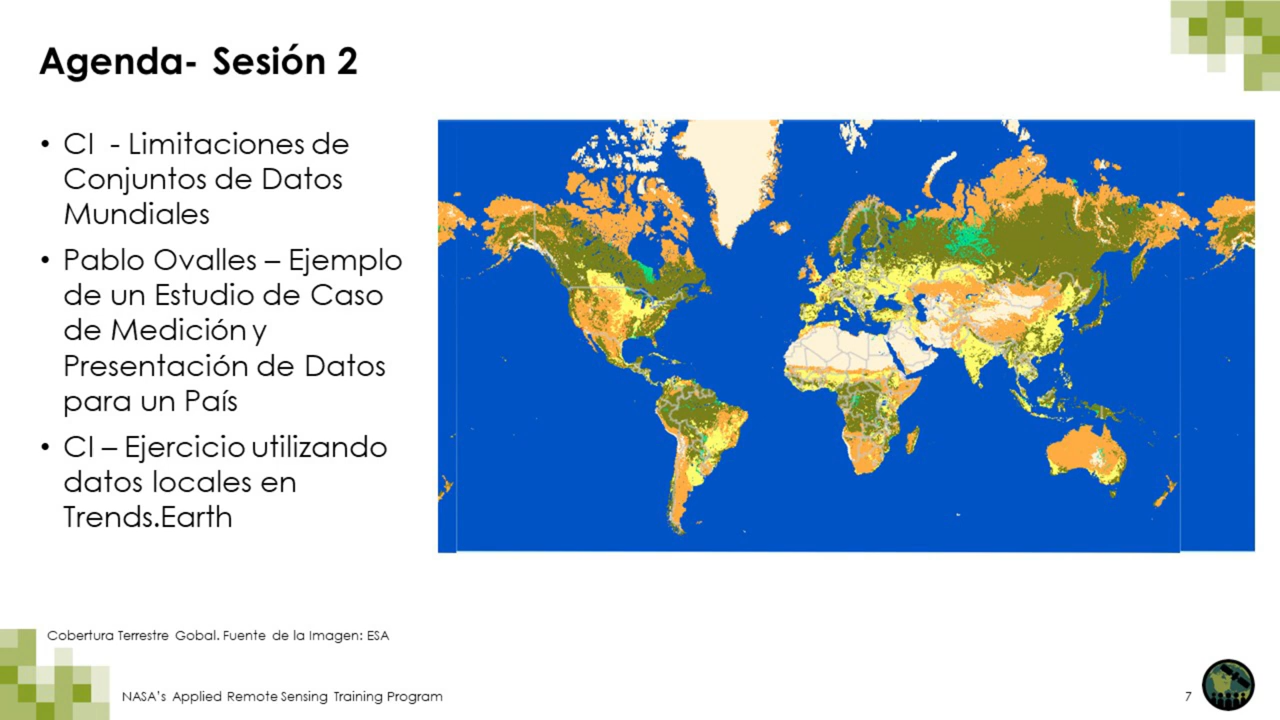 Agenda- Sesión 2
• CI - Limitaciones de
Conjuntos de Datos
Mundiales
• Pablo Ovalles – Ejemplo
de un Estudio de Caso
de Medición y
Presentación de Datos
para un País
• CI – Ejercicio utilizando
datos locales en
Trends.Earth
Cobertura Terrestre Gobal. Fuente de la Imagen: ESA
NASA's Applied Remote Sensing Training Program
7